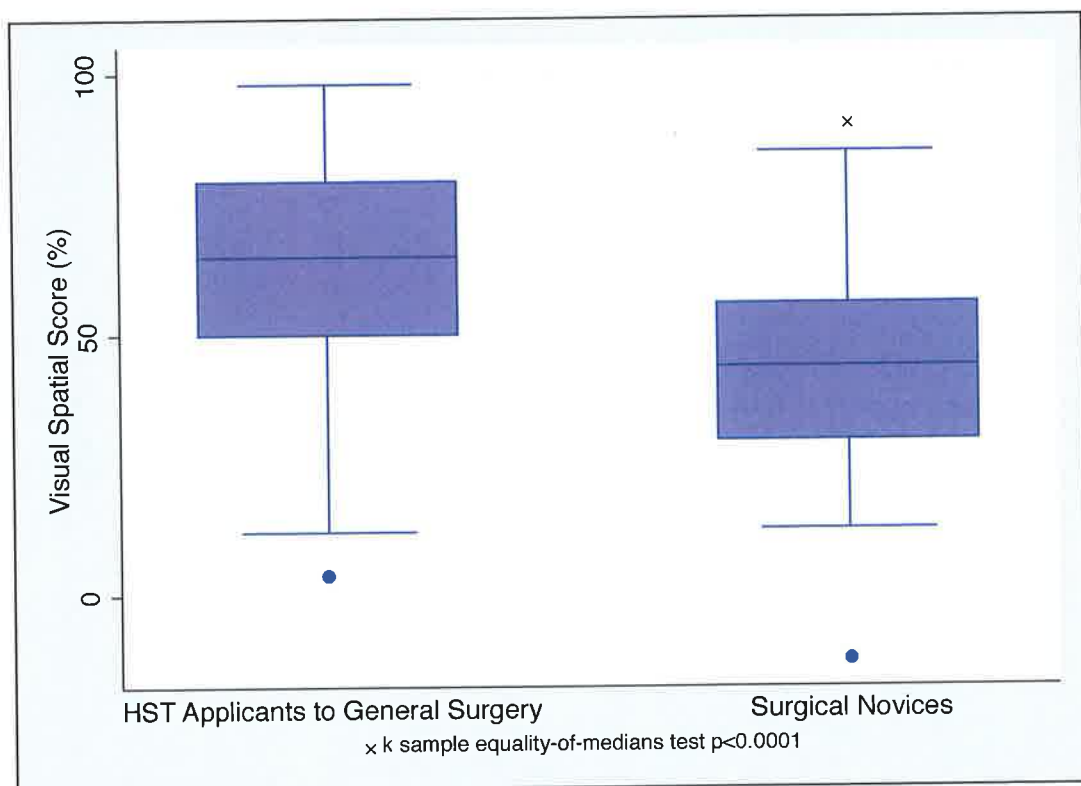 100
50
0
Visual Spatial Score (%)
×
HST Applicants to General Surgery
Surgical Novices
× k sample equality-of-medians test p<0.0001